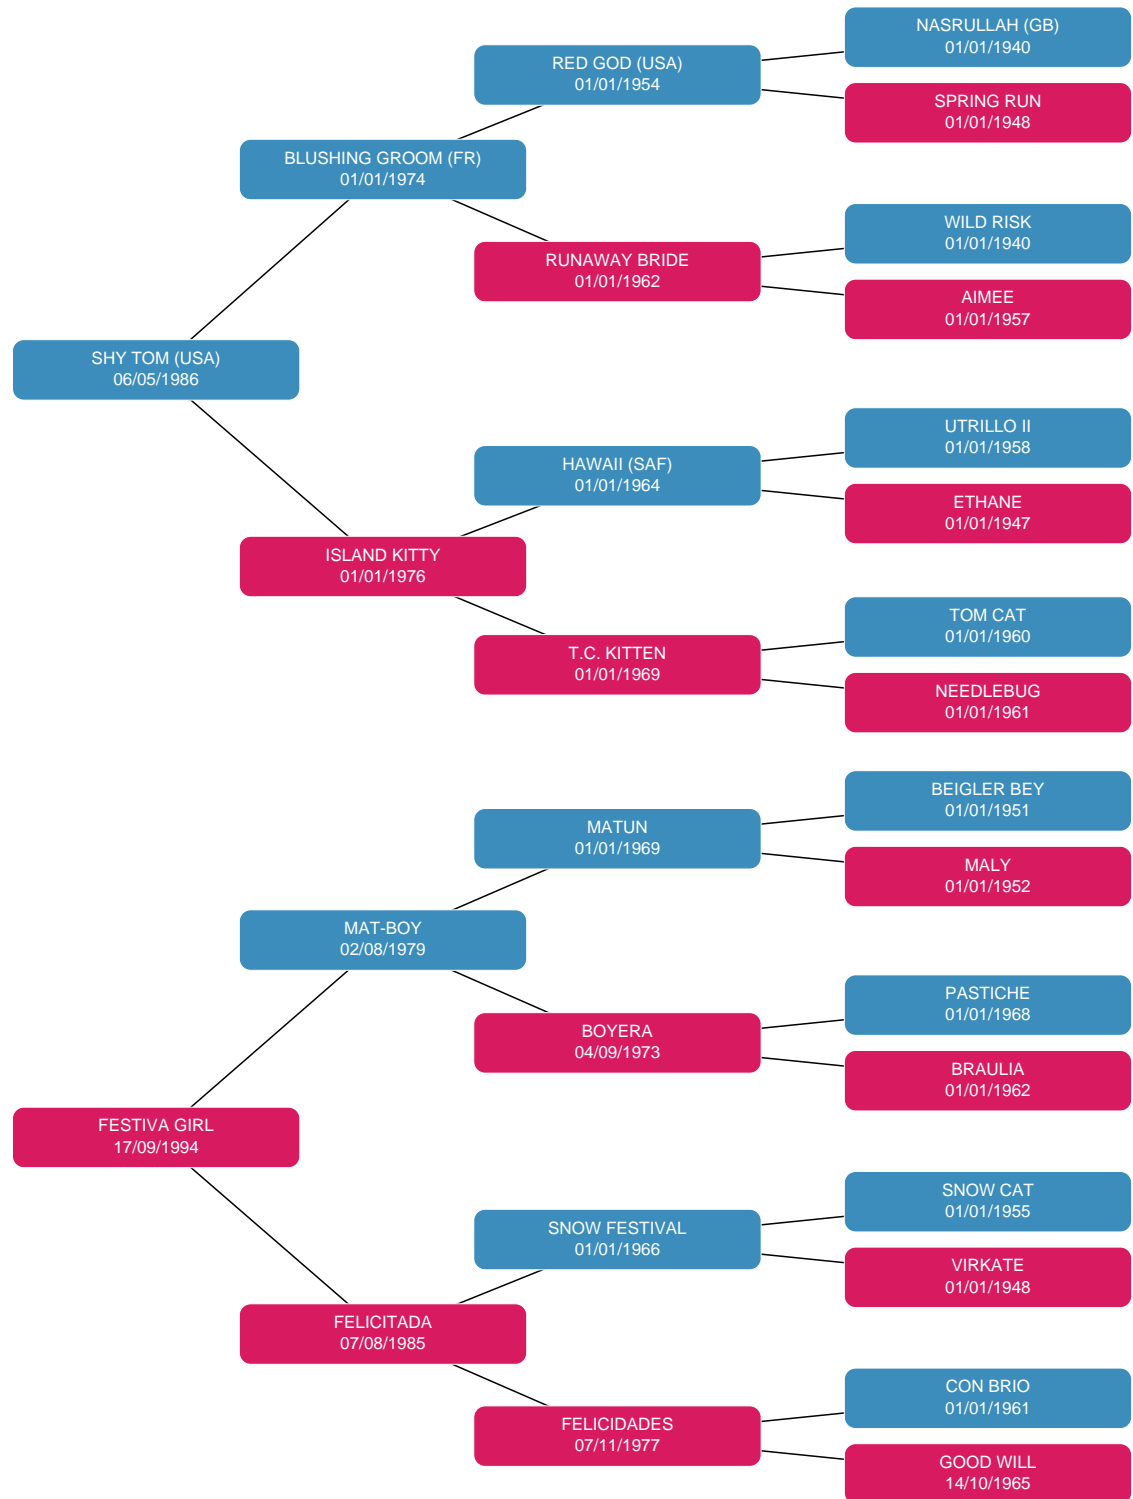 NASRULLAH (GB)
01/01/1940
RED GOD (USA)
01/01/1954
SPRING RUN
01/01/1948
BLUSHING GROOM (FR)
01/01/1974
WILD RISK
01/01/1940
RUNAWAY BRIDE
01/01/1962
AIMEE
01/01/1957
SHY TOM (USA)
06/05/1986
UTRILLO II
01/01/1958
HAWAII (SAF)
01/01/1964
ETHANE
01/01/1947
ISLAND KITTY
01/01/1976
TOM CAT
01/01/1960
T.C. KITTEN
01/01/1969
NEEDLEBUG
01/01/1961
BEIGLER BEY
01/01/1951
MATUN
01/01/1969
MALY
01/01/1952
MAT-BOY
02/08/1979
PASTICHE
01/01/1968
BOYERA
04/09/1973
BRAULIA
01/01/1962
FESTIVA GIRL
17/09/1994
SNOW CAT
01/01/1955
SNOW FESTIVAL
01/01/1966
VIRKATE
01/01/1948
FELICITADA
07/08/1985
CON BRIO
01/01/1961
FELICIDADES
07/11/1977
GOOD WILL
14/10/1965